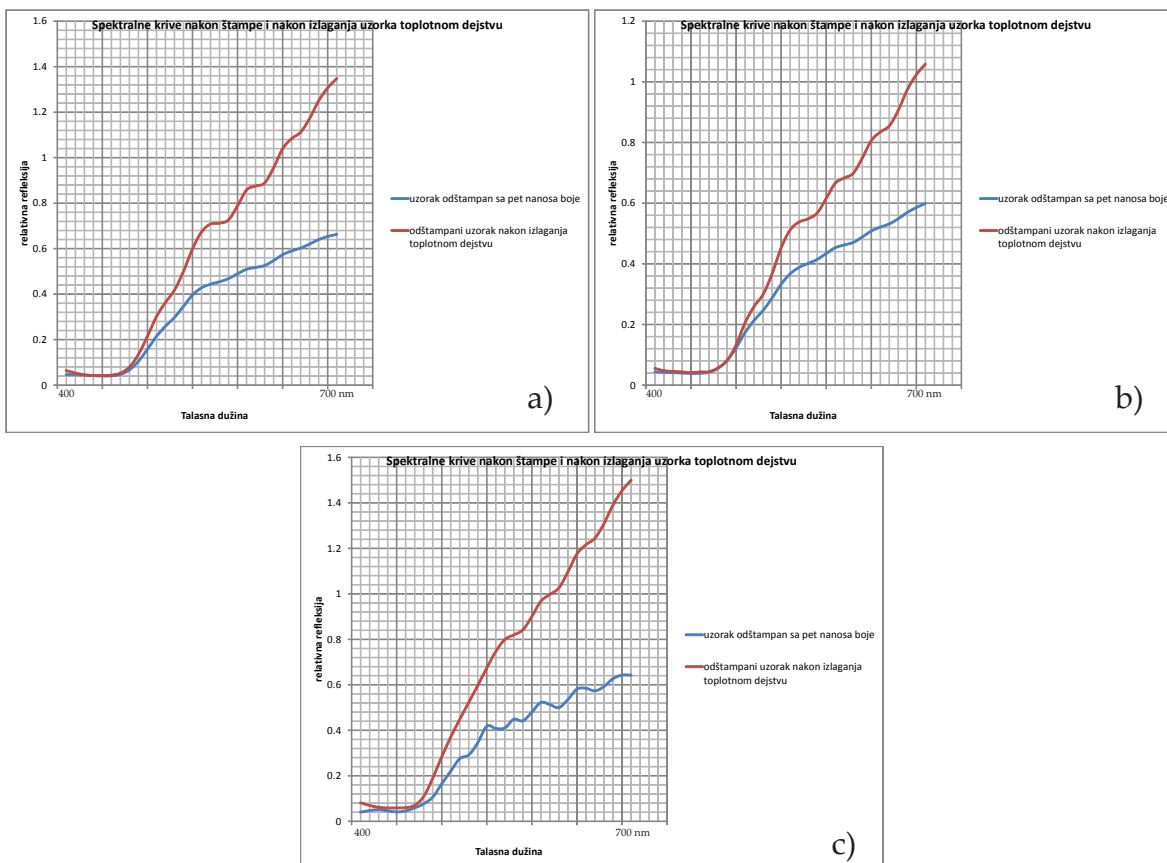 Spektralne krive nakon štampe i nakon izlaganja uzorka toplotnom dejstvu
1.6
1.4
1.2
1
0.8
0.6
0.4
0.2
0
relativna refleksija
400
700 nm
Talasna dužina
uzorak odštampan sa pet nanosa boje
odštampani uzorak nakon izlaganja
toplotnom dejstvu
a)
Spektralne krive nakon štampe i nakon izlaganja uzorka toplotnom dejstvu
1.2
1
0.8
0.6
0.4
0.2
0
relativna refleksija
400
700 nm
Talasna dužina
uzorak odštampan sa pet nanosa boje
odštampani uzorak nakon izlaganja
toplotnom dejstvu
b)
Spektralne krive nakon štampe i nakon izlaganja uzorka toplotnom dejstvu
1.6
1.4
1.2
1
0.8
0.6
0.4
0.2
0
relativna refleksija
400
700 nm
Talasna dužina
uzorak odštampan sa pet nanosa boje
odštampani uzorak nakon izlaganja
toplotnom dejstvu
c)